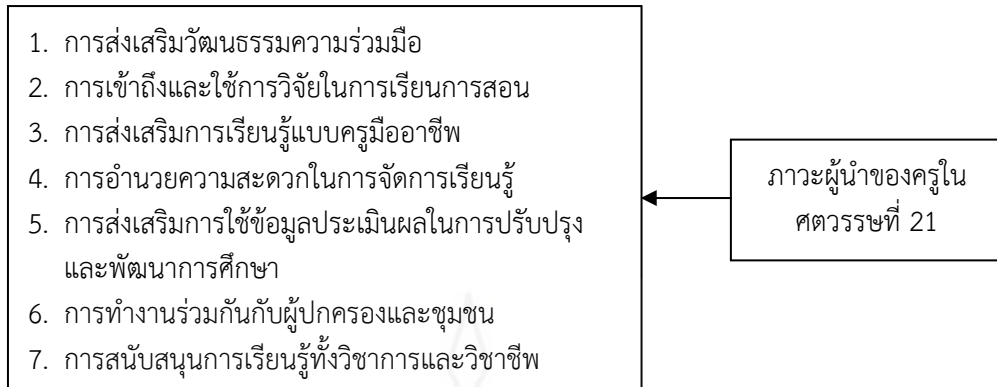 1. การส่งเสริมวัฒนธรรมความร่วมมือ
2. การเข้าถึงและใช้การวิจัยในการเรียนการสอน
3. การส่งเสริมการเรียนรู้แบบครูมืออาชีพ
4. การอำนวยความสะดวกในการจัดการเรียนรู้
5. การส่งเสริมการใช้ข้อมูลประเมินผลในการปรับปรุง
และพัฒนาการศึกษา
6. การทำงานร่วมกันกับผู้ปกครองและชุมชน
7. การสนับสนุนการเรียนรู้ทั้งวิชาการและวิชาชีพ
ภาวะผู้นำของครูใน
ศตวรรษที่ 21